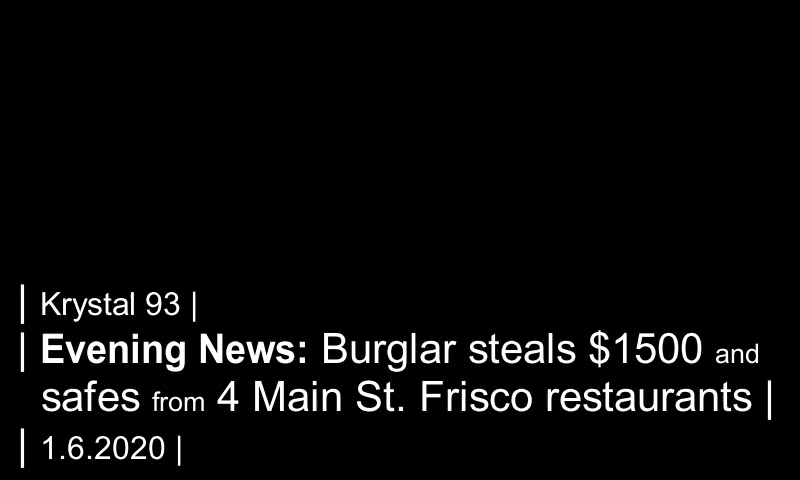 | Krystal 93 |
| Evening News: Burglar steals $1500 and
safes from 4 Main St. Frisco restaurants |
| 1.6.2020 |